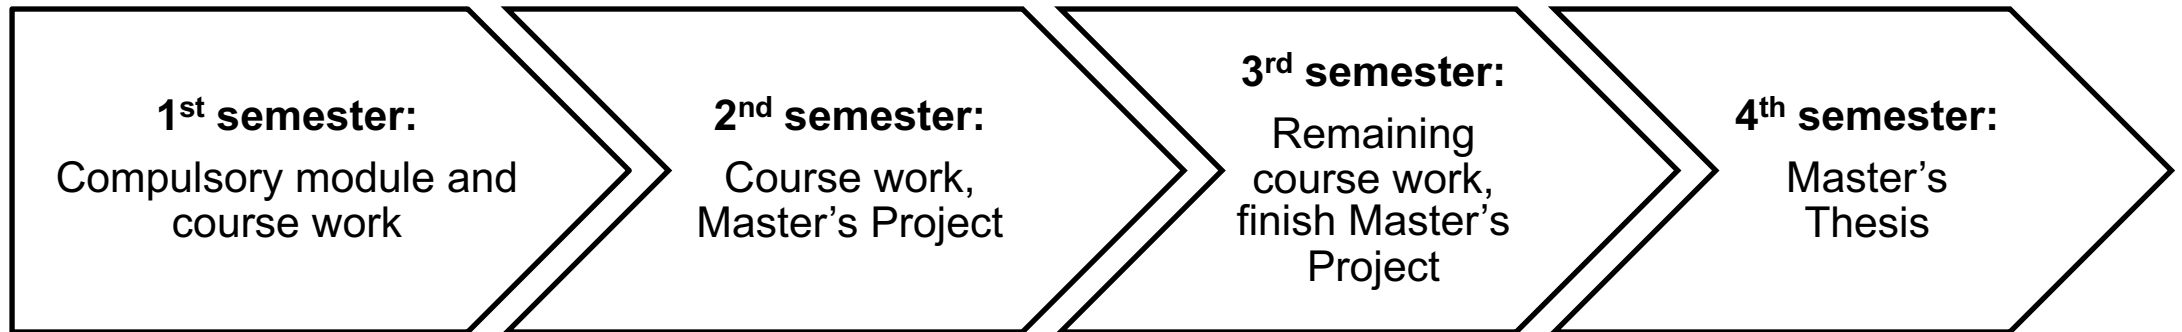 1st semester:
Compulsory module and
course work
2nd semester:
Course work,
Master’s Project
3rd semester:
Remaining
course work,
finish Master’s
Project
4th semester:
Master’s
Thesis